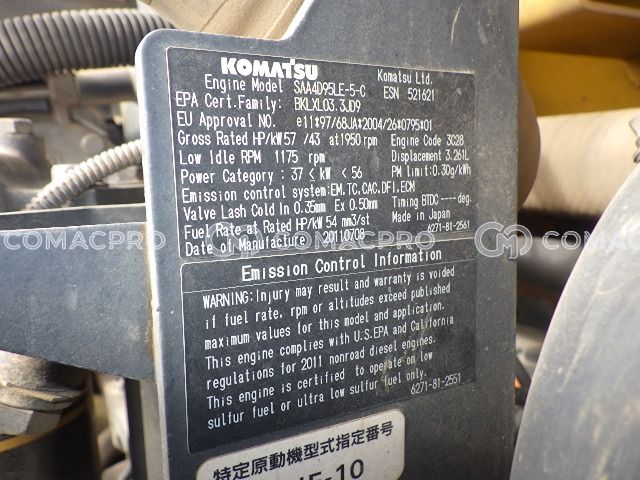 KOMATSU Komatsu Ltd.
Engine Model SAA4D95LE-5-C ESN 521621
EPA Cert.Family: BKLXL03.3JD9
EU Approval NO. e11*97/68JA*2004/26*0795*01
Gross Rated HP/kW 57 /43 at 1950 rpm Engine Code 3C28
Low Idle RPM 1175 rpm Displacement 3.261L
Power Category : 37 ≤ kW < 56 PM limit:0.30g/kWh
Emission control system:EM.TC.CAC.DFI.ECM
Valve Lash Cold In 0.35mm Ex 0.50mm Timing BTDC ----deg.
Fuel Rate at Rated HP/kW 54 mm3/st Made in Japan
Date of Manufacture 20110708 6271-81-2561
COMACPRO COMACPRO COMACPRO
Emission Control Information
WARNING:Injury may result and warranty is voided
if fuel rate, rpm or altitudes exceed published
maximum values for this model and application.
This engine complies with U.S.EPA and California
regulations for 2011 nonroad diesel engines.
This engine is certified to operate on low
sulfur fuel or ultra low sulfur fuel only.
6271-81-2551
特定原動機型式指定番号
-10